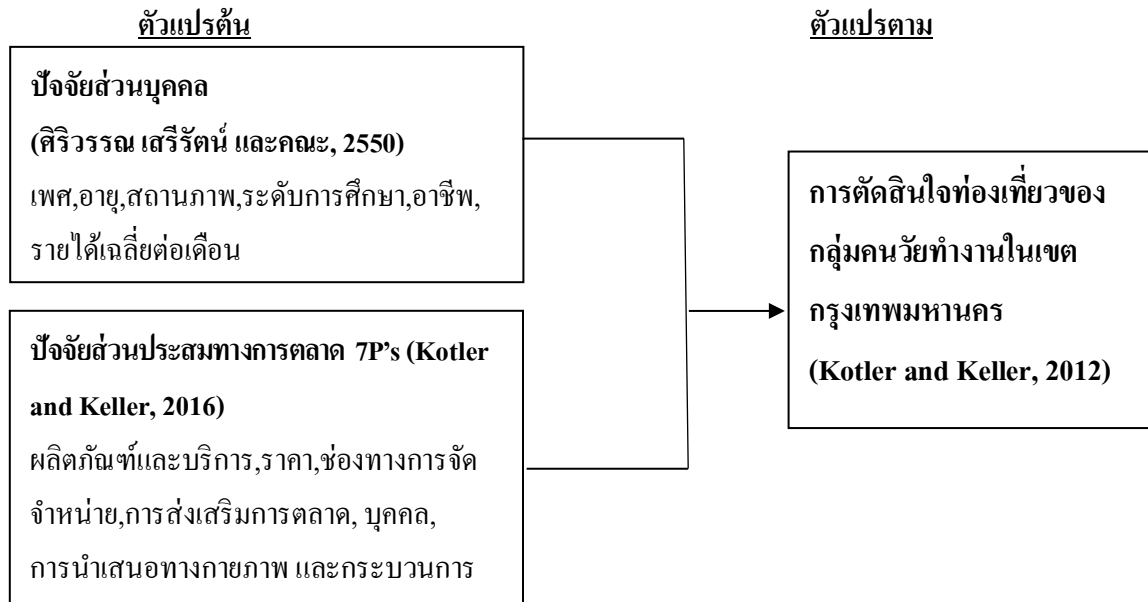 ตัวแปรต้น
ตัวแปรตาม
ปัจจัยส่วนบุคคล
(ศิริวรรณ เสรีรัตน์ และคณะ, 2550)
เพศ,อายุ,สถานภาพ,ระดับการศึกษา,อาชีพ,
รายได้เฉลี่ยต่อเดือน
ปัจจัยส่วนประสมทางการตลาด 7P’s (Kotler
and Keller, 2016)
ผลิตภัณฑ์และบริการ,ราคา,ช่องทางการจัด
จำหน่าย,การส่งเสริมการตลาด, บุคคล,
การนำเสนอทางกายภาพ และกระบวนการ
การตัดสินใจท่องเที่ยวของ
กลุ่มคนวัยทำงานในเขต
กรุงเทพมหานคร
(Kotler and Keller, 2012)